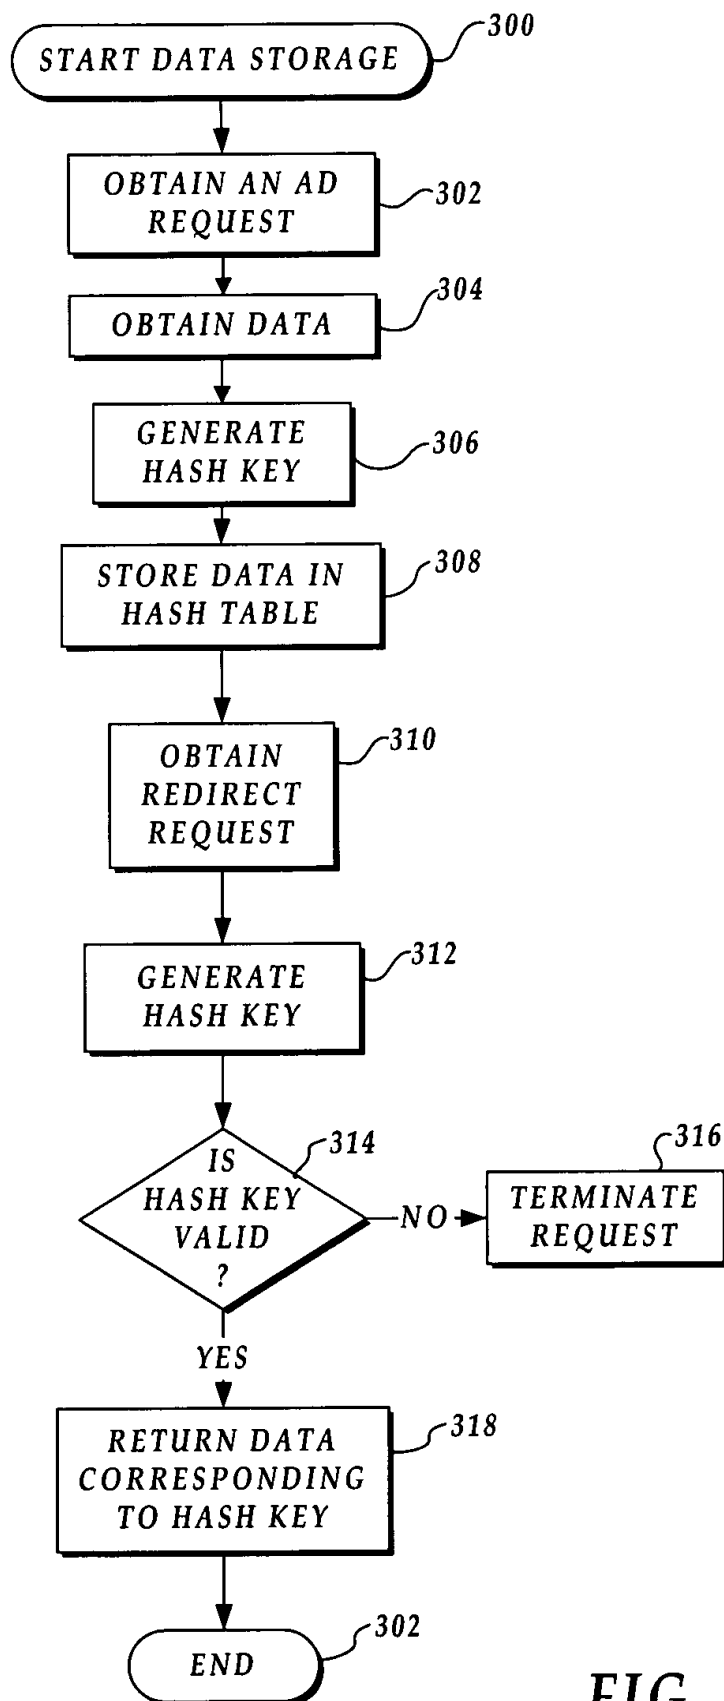 300
START DATA STORAGE
OBTAIN AN AD
REQUEST
302
304
OBTAIN DATA
GENERATE
HASH KEY
306
STORE DATA IN
HASH TABLE
308
OBTAIN
REDIRECT
REQUEST
310
GENERATE
HASH KEY
312
IS
HASH KEY
VALID
?
314
NO
316
TERMINATE
REQUEST
YES
RETURN DATA
CORRESPONDING
TO HASH KEY
318
END
302
FIG